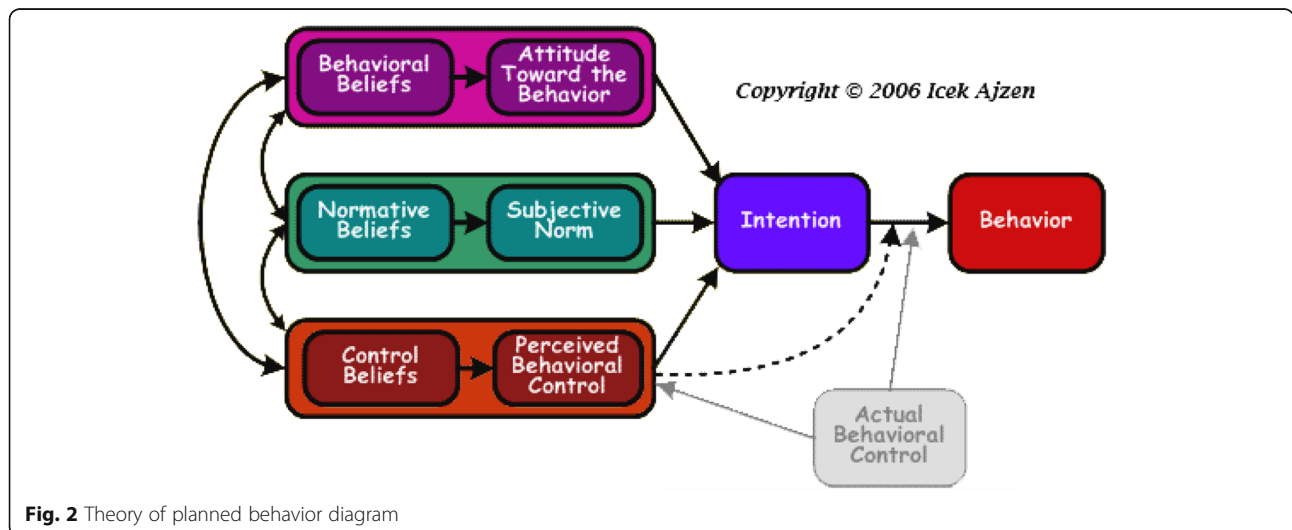 Behavioral
Beliefs
Attitude
Toward the
Behavior
Copyright © 2006 Icek Ajzen
Normative
Beliefs
Subjective
Norm
Intention
Behavior
Control
Beliefs
Perceived
Behavioral
Control
Actual
Behavioral
Control
Fig. 2 Theory of planned behavior diagram